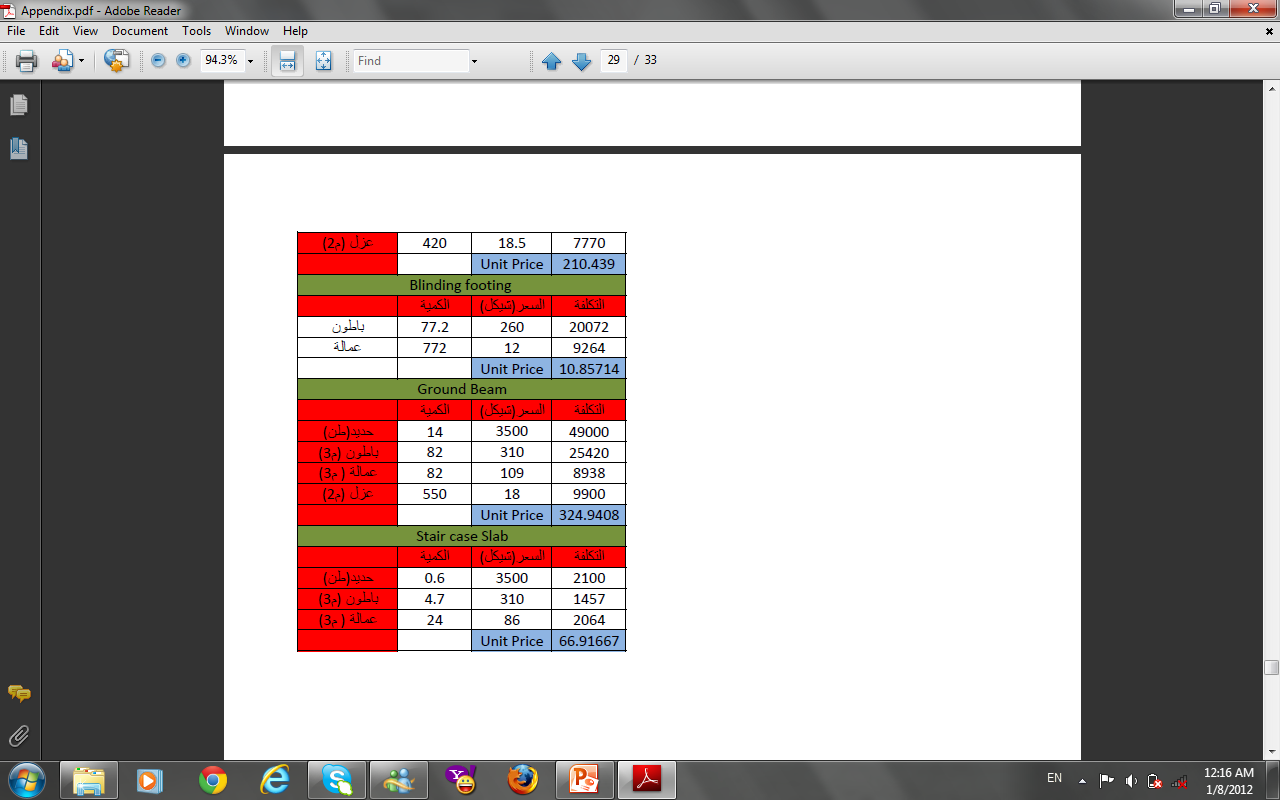 Appendix.pdf - Adobe Reader
File Edit View Document Tools Window Help
94.3% Find 29 / 33
عزل (م2) 420 18.5 7770
Unit Price 210.439
Blinding footing
الكمية السعر (شيكل) التكلفة
باطون 77.2 260 20072
عمالة 772 12 9264
Unit Price 10.85714
Ground Beam
الكمية السعر (شيكل) التكلفة
حديد(طن) 14 3500 49000
باطون (م3) 82 310 25420
عمالة ( م3) 82 109 8938
عزل (م2) 550 18 9900
Unit Price 324.9408
Stair case Slab
الكمية السعر (شيكل) التكلفة
حديد(طن) 0.6 3500 2100
باطون (م3) 4.7 310 1457
عمالة ( م3) 24 86 2064
Unit Price 66.91667
EN 12:16 AM
1/8/2012